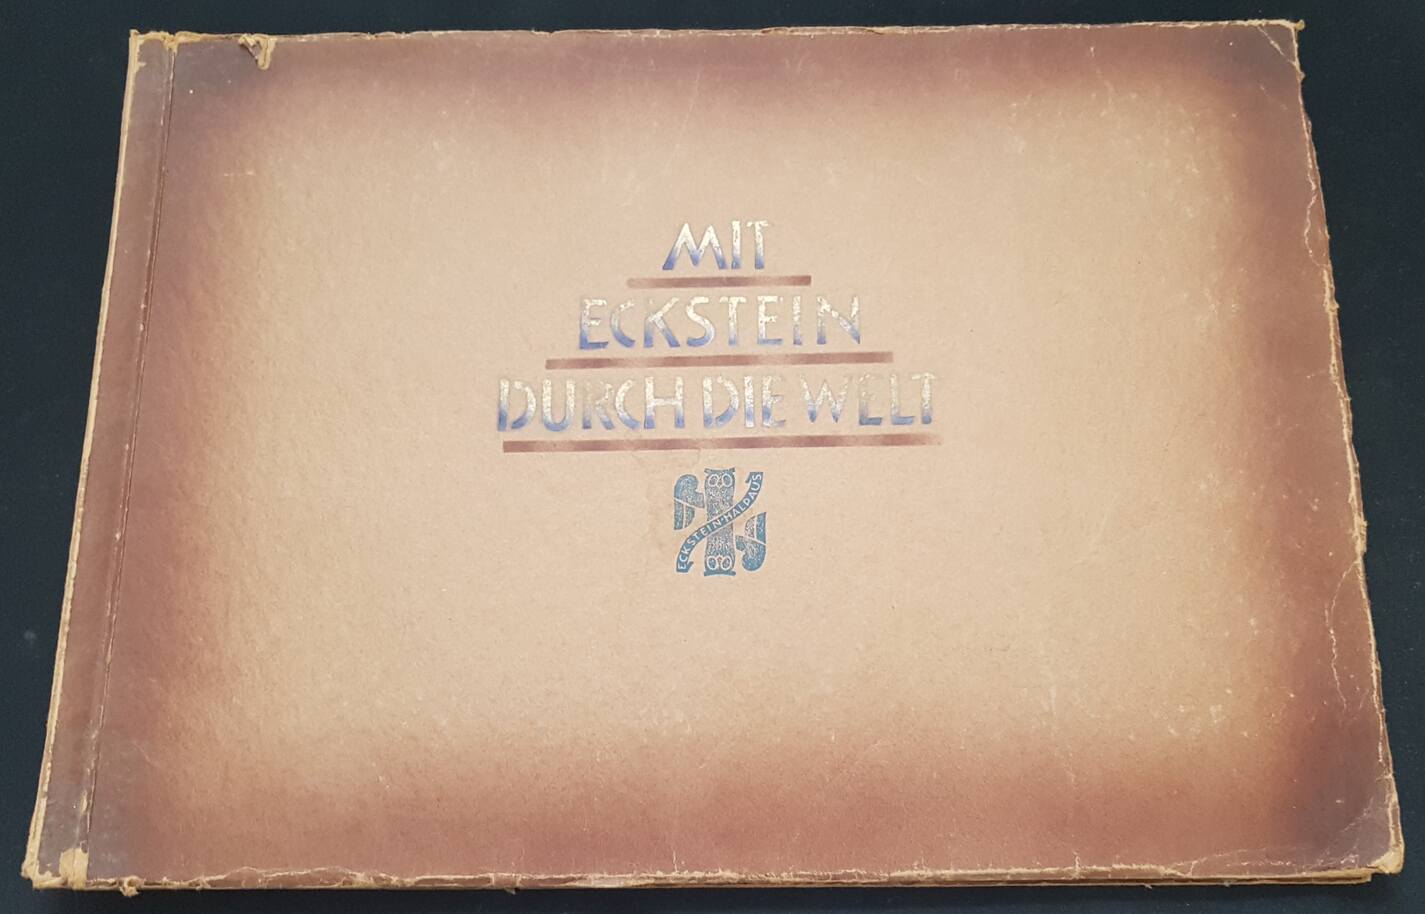 MIT
ECKSTEIN
DURCH DIE WELT
ECKSTEIN-HALPAUS